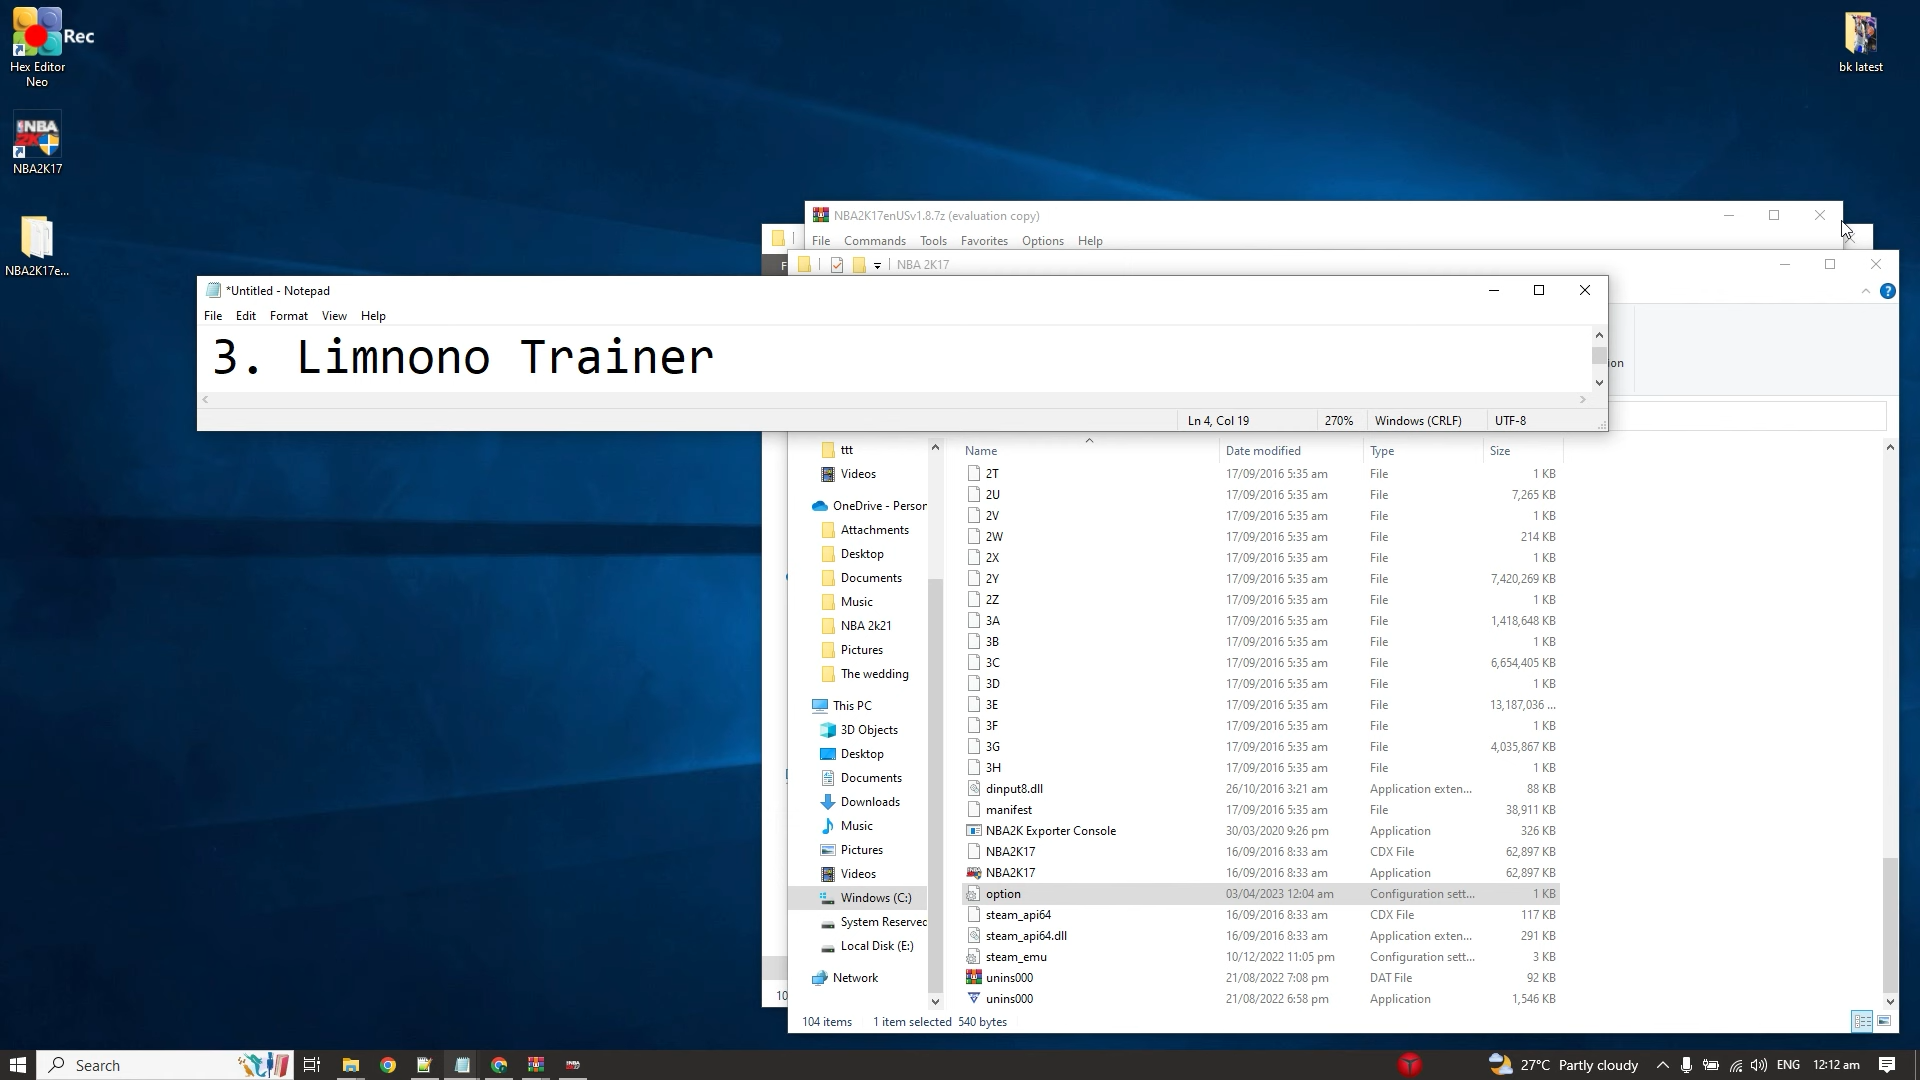 Rec
Hex Editor
Neo
NBA2K17
NBA2K17e...
bk latest
NBA2K17enUSv1.8.7z (evaluation copy)
File Commands Tools Favorites Options Help
NBA 2K17
*Untitled - Notepad
File Edit Format View Help
3. Limnono Trainer
Ln 4, Col 19 270% Windows (CRLF) UTF-8
ion
ttt
Videos
OneDrive - Person
Attachments
Desktop
Documents
Music
NBA 2k21
Pictures
The wedding
This PC
3D Objects
Desktop
Documents
Downloads
Music
Pictures
Videos
Windows (C:)
System Reserved
Local Disk (E:)
Network
Name Date modified Type Size
2T 17/09/2016 5:35 am File 1 KB
2U 17/09/2016 5:35 am File 7,265 KB
2V 17/09/2016 5:35 am File 1 KB
2W 17/09/2016 5:35 am File 214 KB
2X 17/09/2016 5:35 am File 1 KB
2Y 17/09/2016 5:35 am File 7,420,269 KB
2Z 17/09/2016 5:35 am File 1 KB
3A 17/09/2016 5:35 am File 1,418,648 KB
3B 17/09/2016 5:35 am File 1 KB
3C 17/09/2016 5:35 am File 6,654,405 KB
3D 17/09/2016 5:35 am File 1 KB
3E 17/09/2016 5:35 am File 13,187,036 ...
3F 17/09/2016 5:35 am File 1 KB
3G 17/09/2016 5:35 am File 4,035,867 KB
3H 17/09/2016 5:35 am File 1 KB
dinput8.dll 26/10/2016 3:21 am Application exten... 88 KB
manifest 17/09/2016 5:35 am File 38,911 KB
NBA2K Exporter Console 30/03/2020 9:26 pm Application 326 KB
NBA2K17 16/09/2016 8:33 am CDX File 62,897 KB
NBA2K17 16/09/2016 8:33 am Application 62,897 KB
option 03/04/2023 12:04 am Configuration sett... 1 KB
steam_api64 16/09/2016 8:33 am CDX File 117 KB
steam_api64.dll 16/09/2016 8:33 am Application exten... 291 KB
steam_emu 10/12/2022 11:05 pm Configuration sett... 3 KB
unins000 21/08/2022 7:08 pm DAT File 92 KB
unins000 21/08/2022 6:58 pm Application 1,546 KB
104 items 1 item selected 540 bytes
Search
27°C Partly cloudy ENG 12:12 am